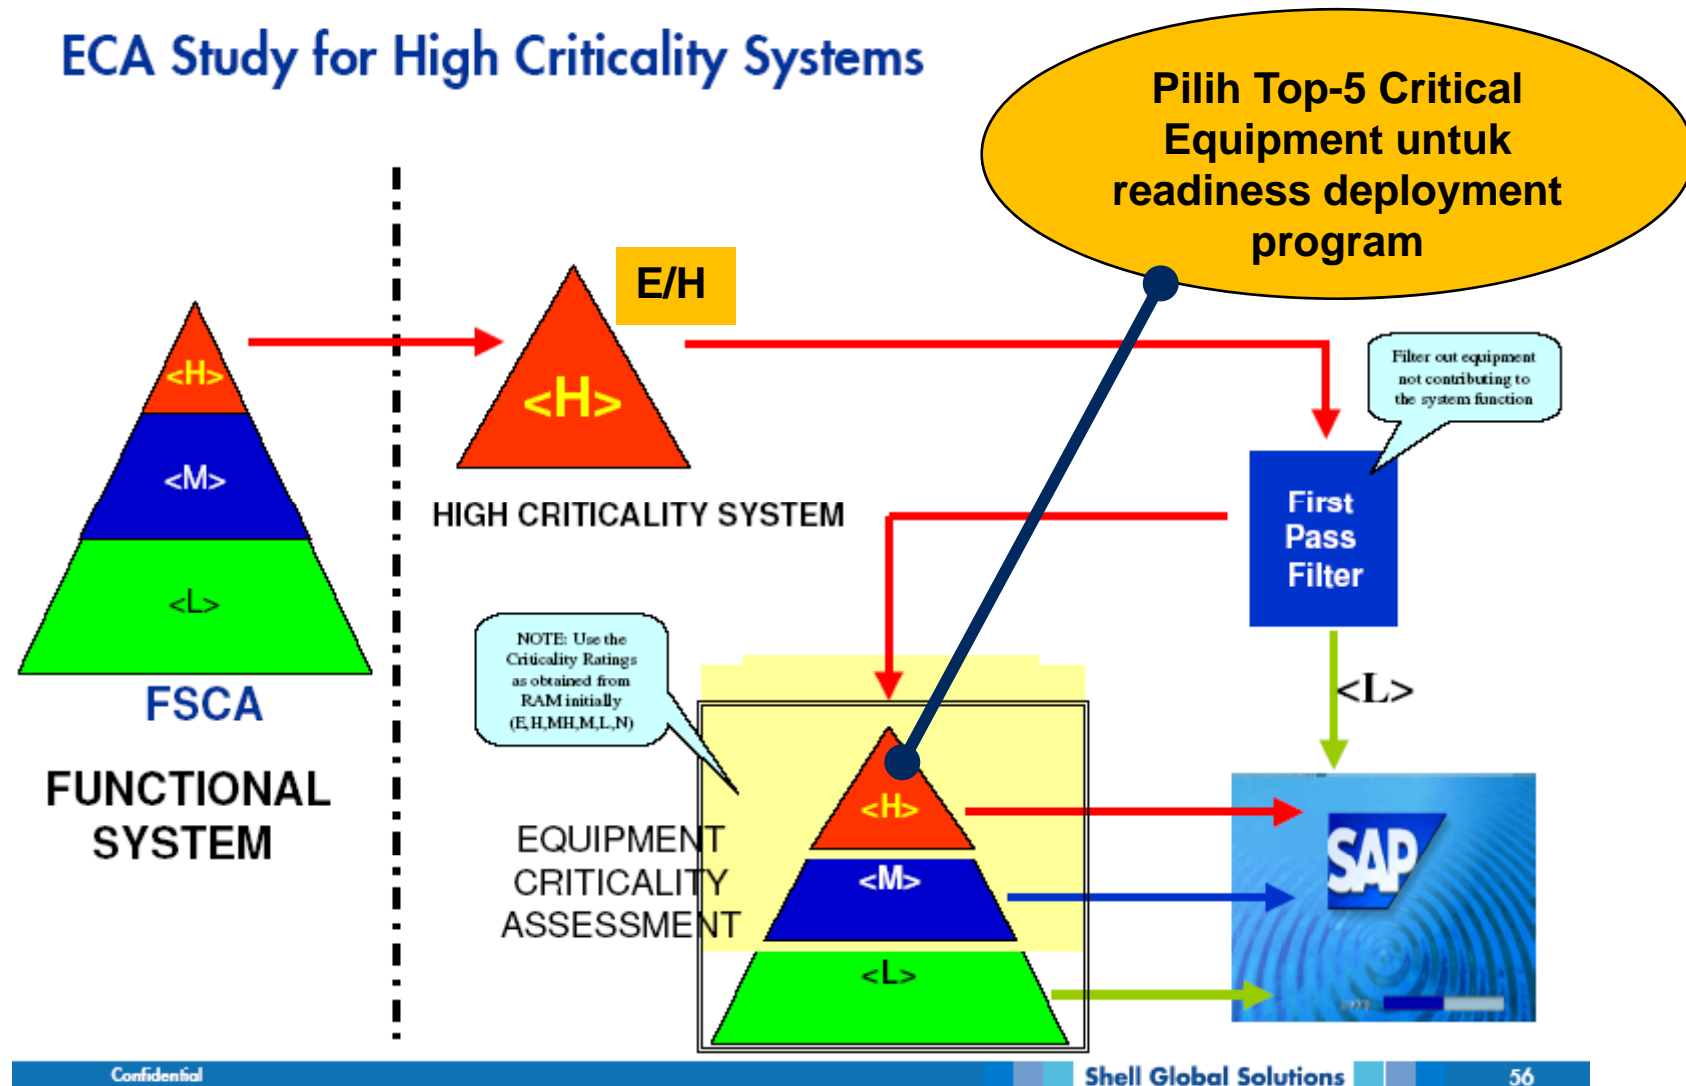 ECA Study for High Criticality Systems
Pilih Top-5 Critical
Equipment untuk
readiness deployment
program
E/H
<H>
<M>
<L>
FSCA
FUNCTIONAL
SYSTEM
<H>
HIGH CRITICALITY SYSTEM
Filter out equipment
not contributing to
the system function
First
Pass
Filter
<L>
NOTE: Use the
Criticality Ratings
as obtained from
RAM initially
(E,H,MH,M,L,N)
EQUIPMENT
CRITICALITY
ASSESSMENT
<H>
<M>
<L>
SAP
Confidential
Shell Global Solutions
56